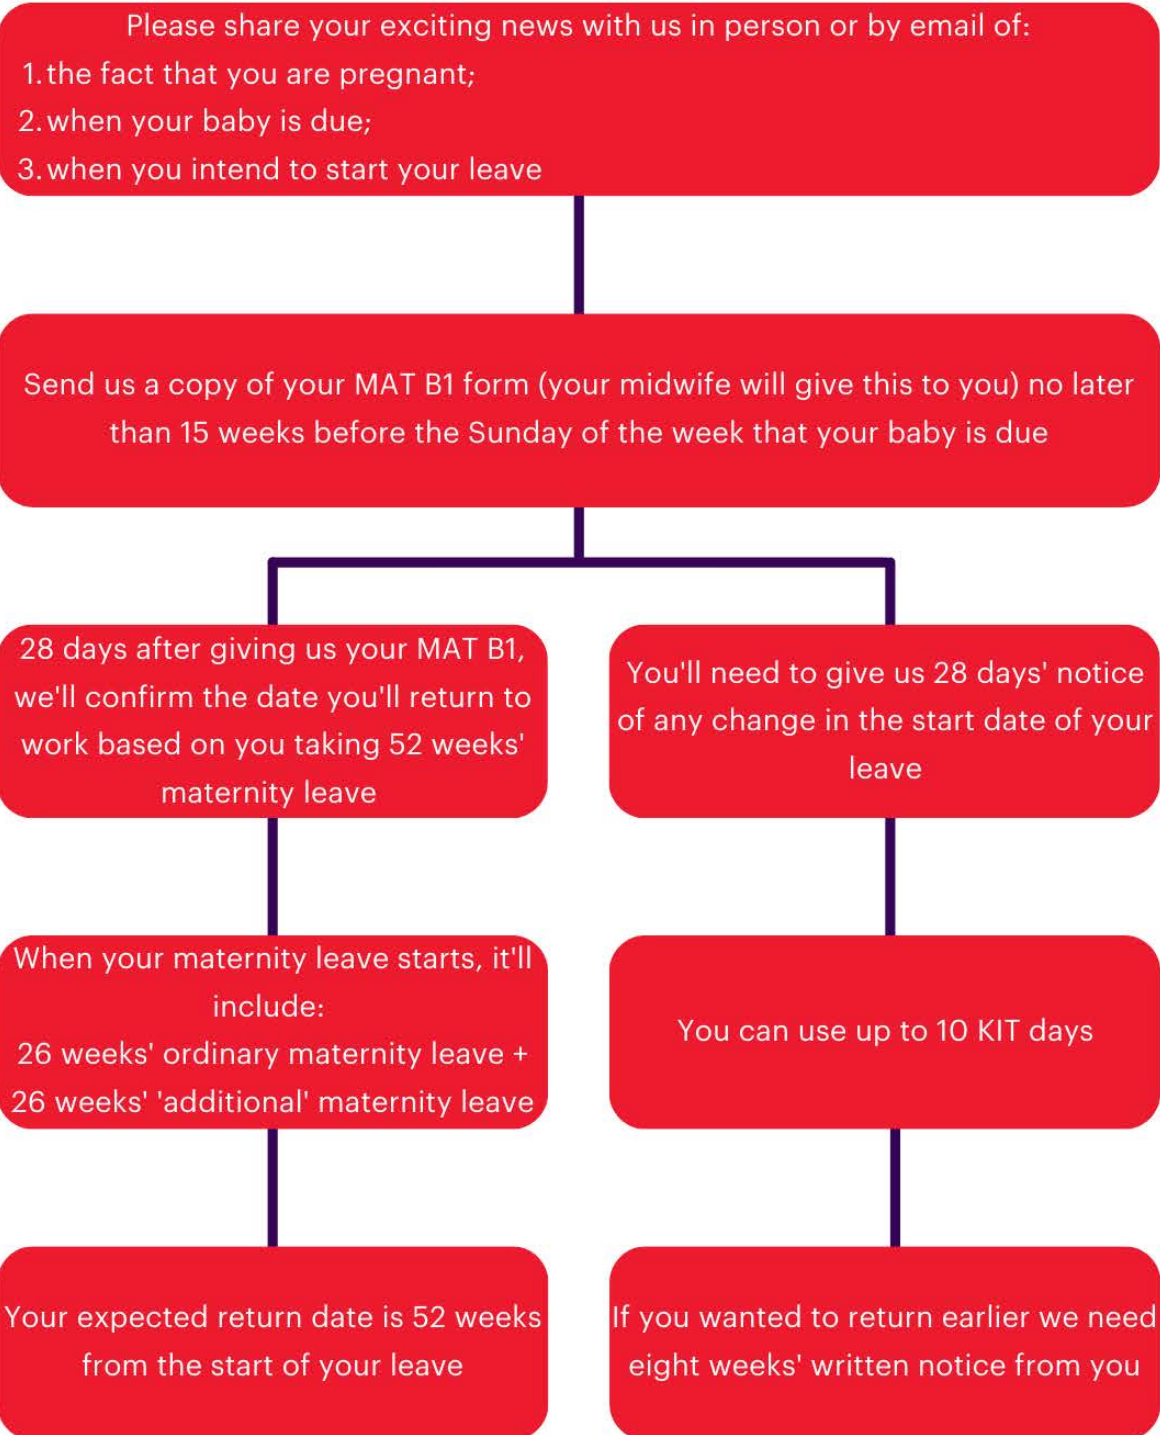 Please share your exciting news with us in person or by email of:
1. the fact that you are pregnant;
2. when your baby is due;
3. when you intend to start your leave
Send us a copy of your MAT B1 form (your midwife will give this to you) no later
than 15 weeks before the Sunday of the week that your baby is due
28 days after giving us your MAT B1,
we'll confirm the date you'll return to
work based on you taking 52 weeks'
maternity leave
You'll need to give us 28 days' notice
of any change in the start date of your
leave
When your maternity leave starts, it'll
include:
26 weeks' ordinary maternity leave +
26 weeks' 'additional' maternity leave
You can use up to 10 KIT days
Your expected return date is 52 weeks
from the start of your leave
If you wanted to return earlier we need
eight weeks' written notice from you